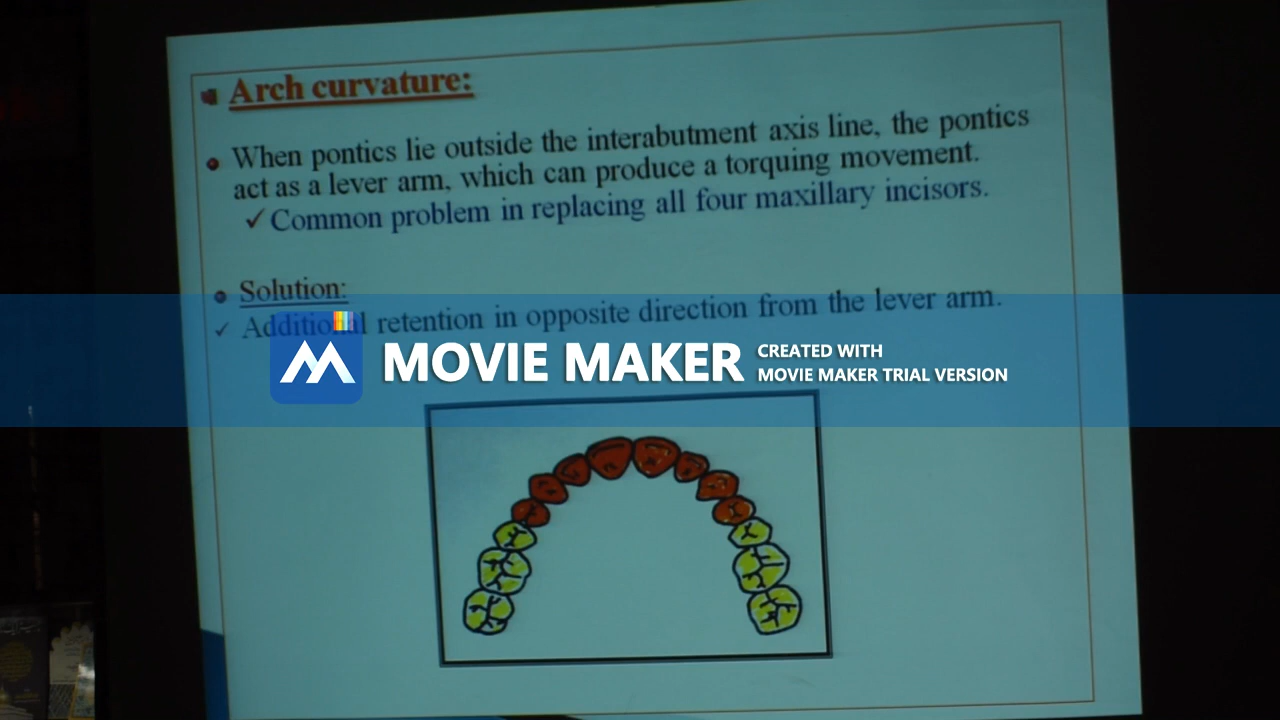 Arch curvature:
When pontics lie outside the interabutment axis line, the pontics
act as a lever arm, which can produce a torquing movement.
✓ Common problem in replacing all four maxillary incisors.
Solution:
✓ Additional retention in opposite direction from the lever arm.
MOVIE MAKER
CREATED WITH
MOVIE MAKER TRIAL VERSION